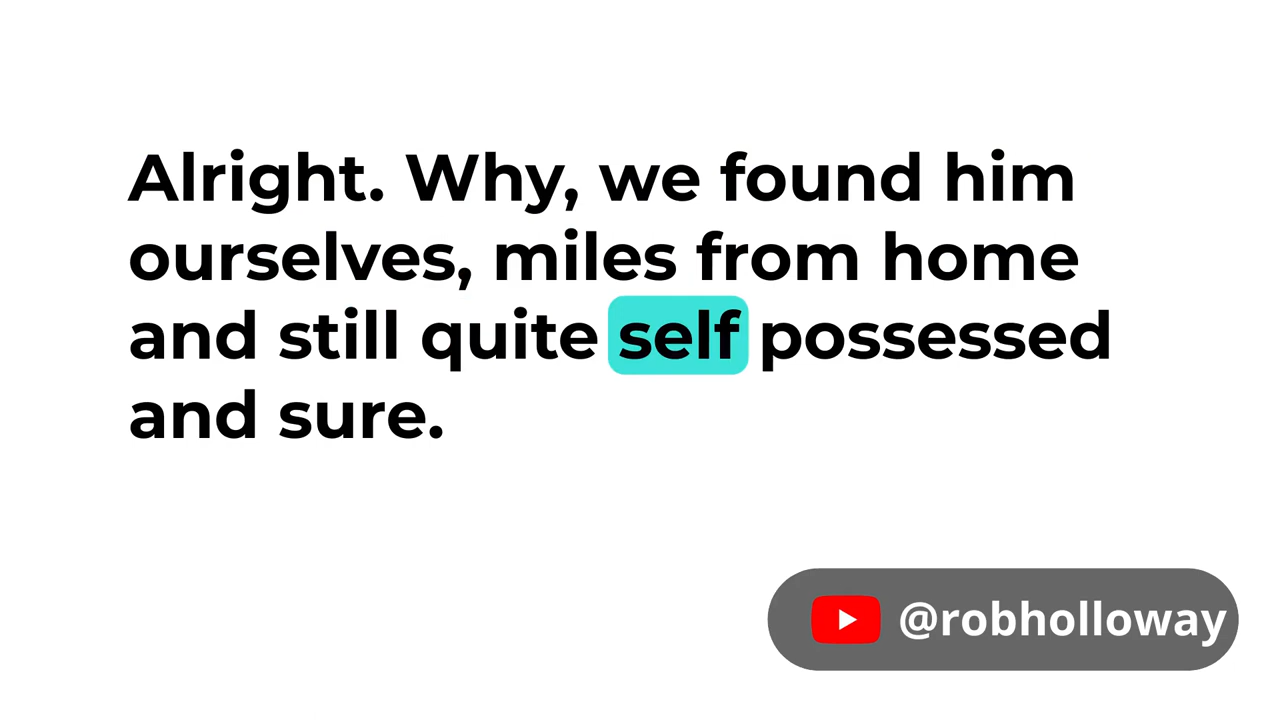 Alright. Why, we found him
ourselves, miles from home
and still quite self possessed
and sure.
@robholloway